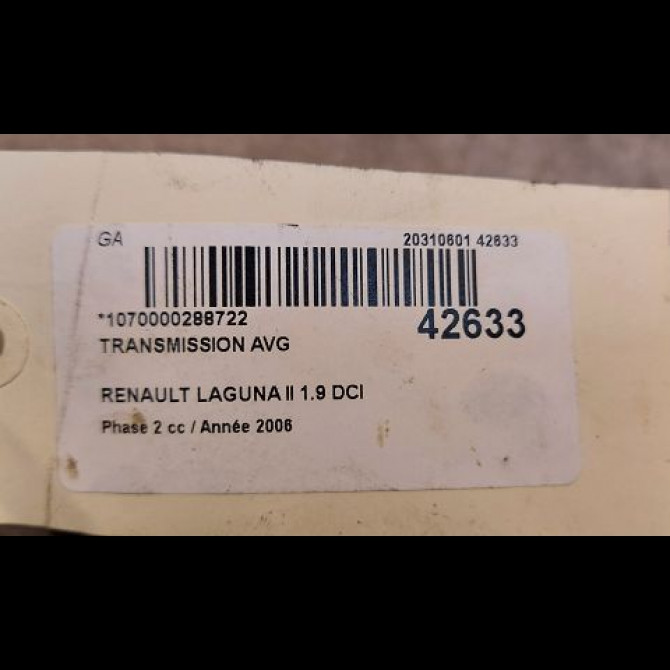 GA 20310601 42633
*1070000288722 42633
TRANSMISSION AVG
RENAULT LAGUNA II 1.9 DCI
Phase 2 cc / Année 2006